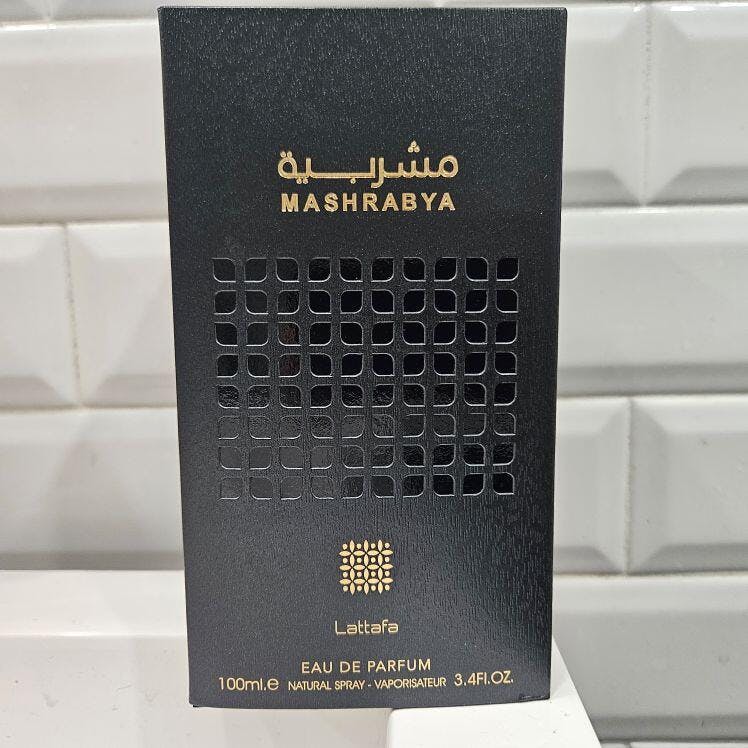 مشربية
MASHRABYA
Lattafa
EAU DE PARFUM
100ml.e NATURAL SPRAY - VAPORISATEUR 3.4Fl.OZ.